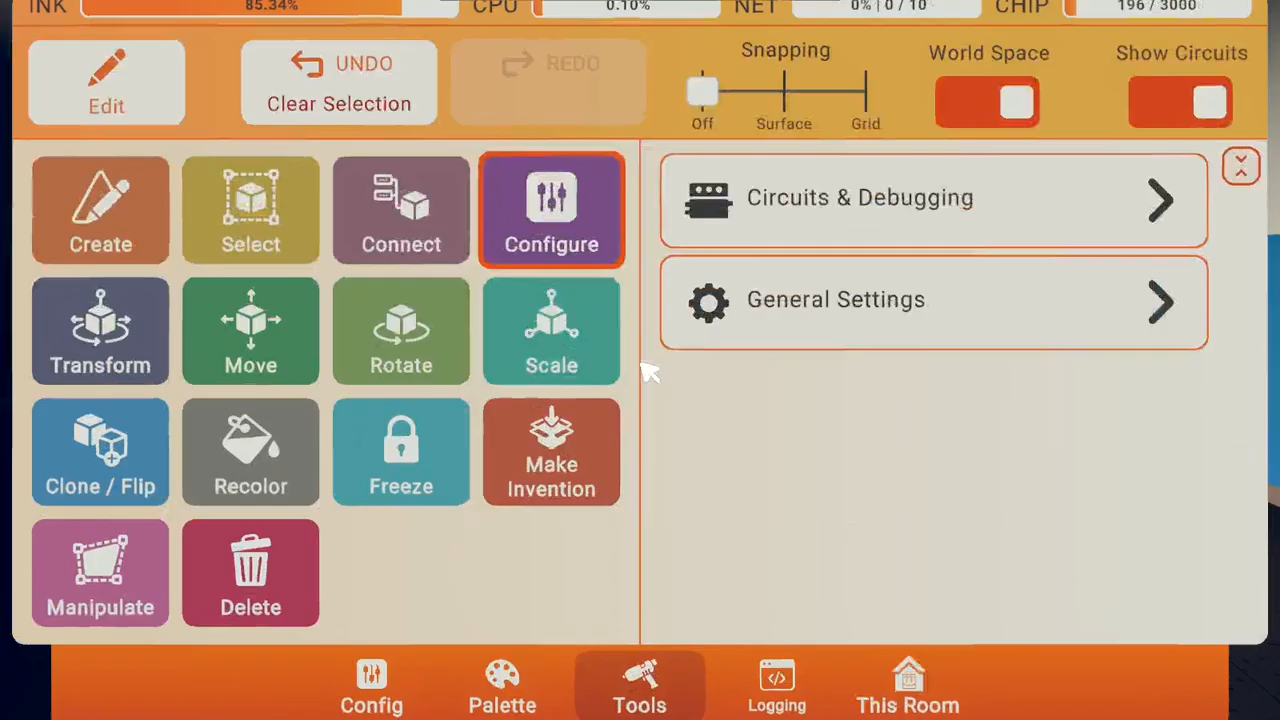 INK 85.34% CPU 0.10% NET 0% | 0 / 10 CHIP 196 / 3000
Edit
UNDO
Clear Selection
REDO
Snapping
Off Surface Grid
World Space
Show Circuits
Create Select Connect Configure
Transform Move Rotate Scale
Clone / Flip Recolor Freeze Make Invention
Manipulate Delete
Circuits & Debugging
General Settings
Config Palette Tools Logging This Room